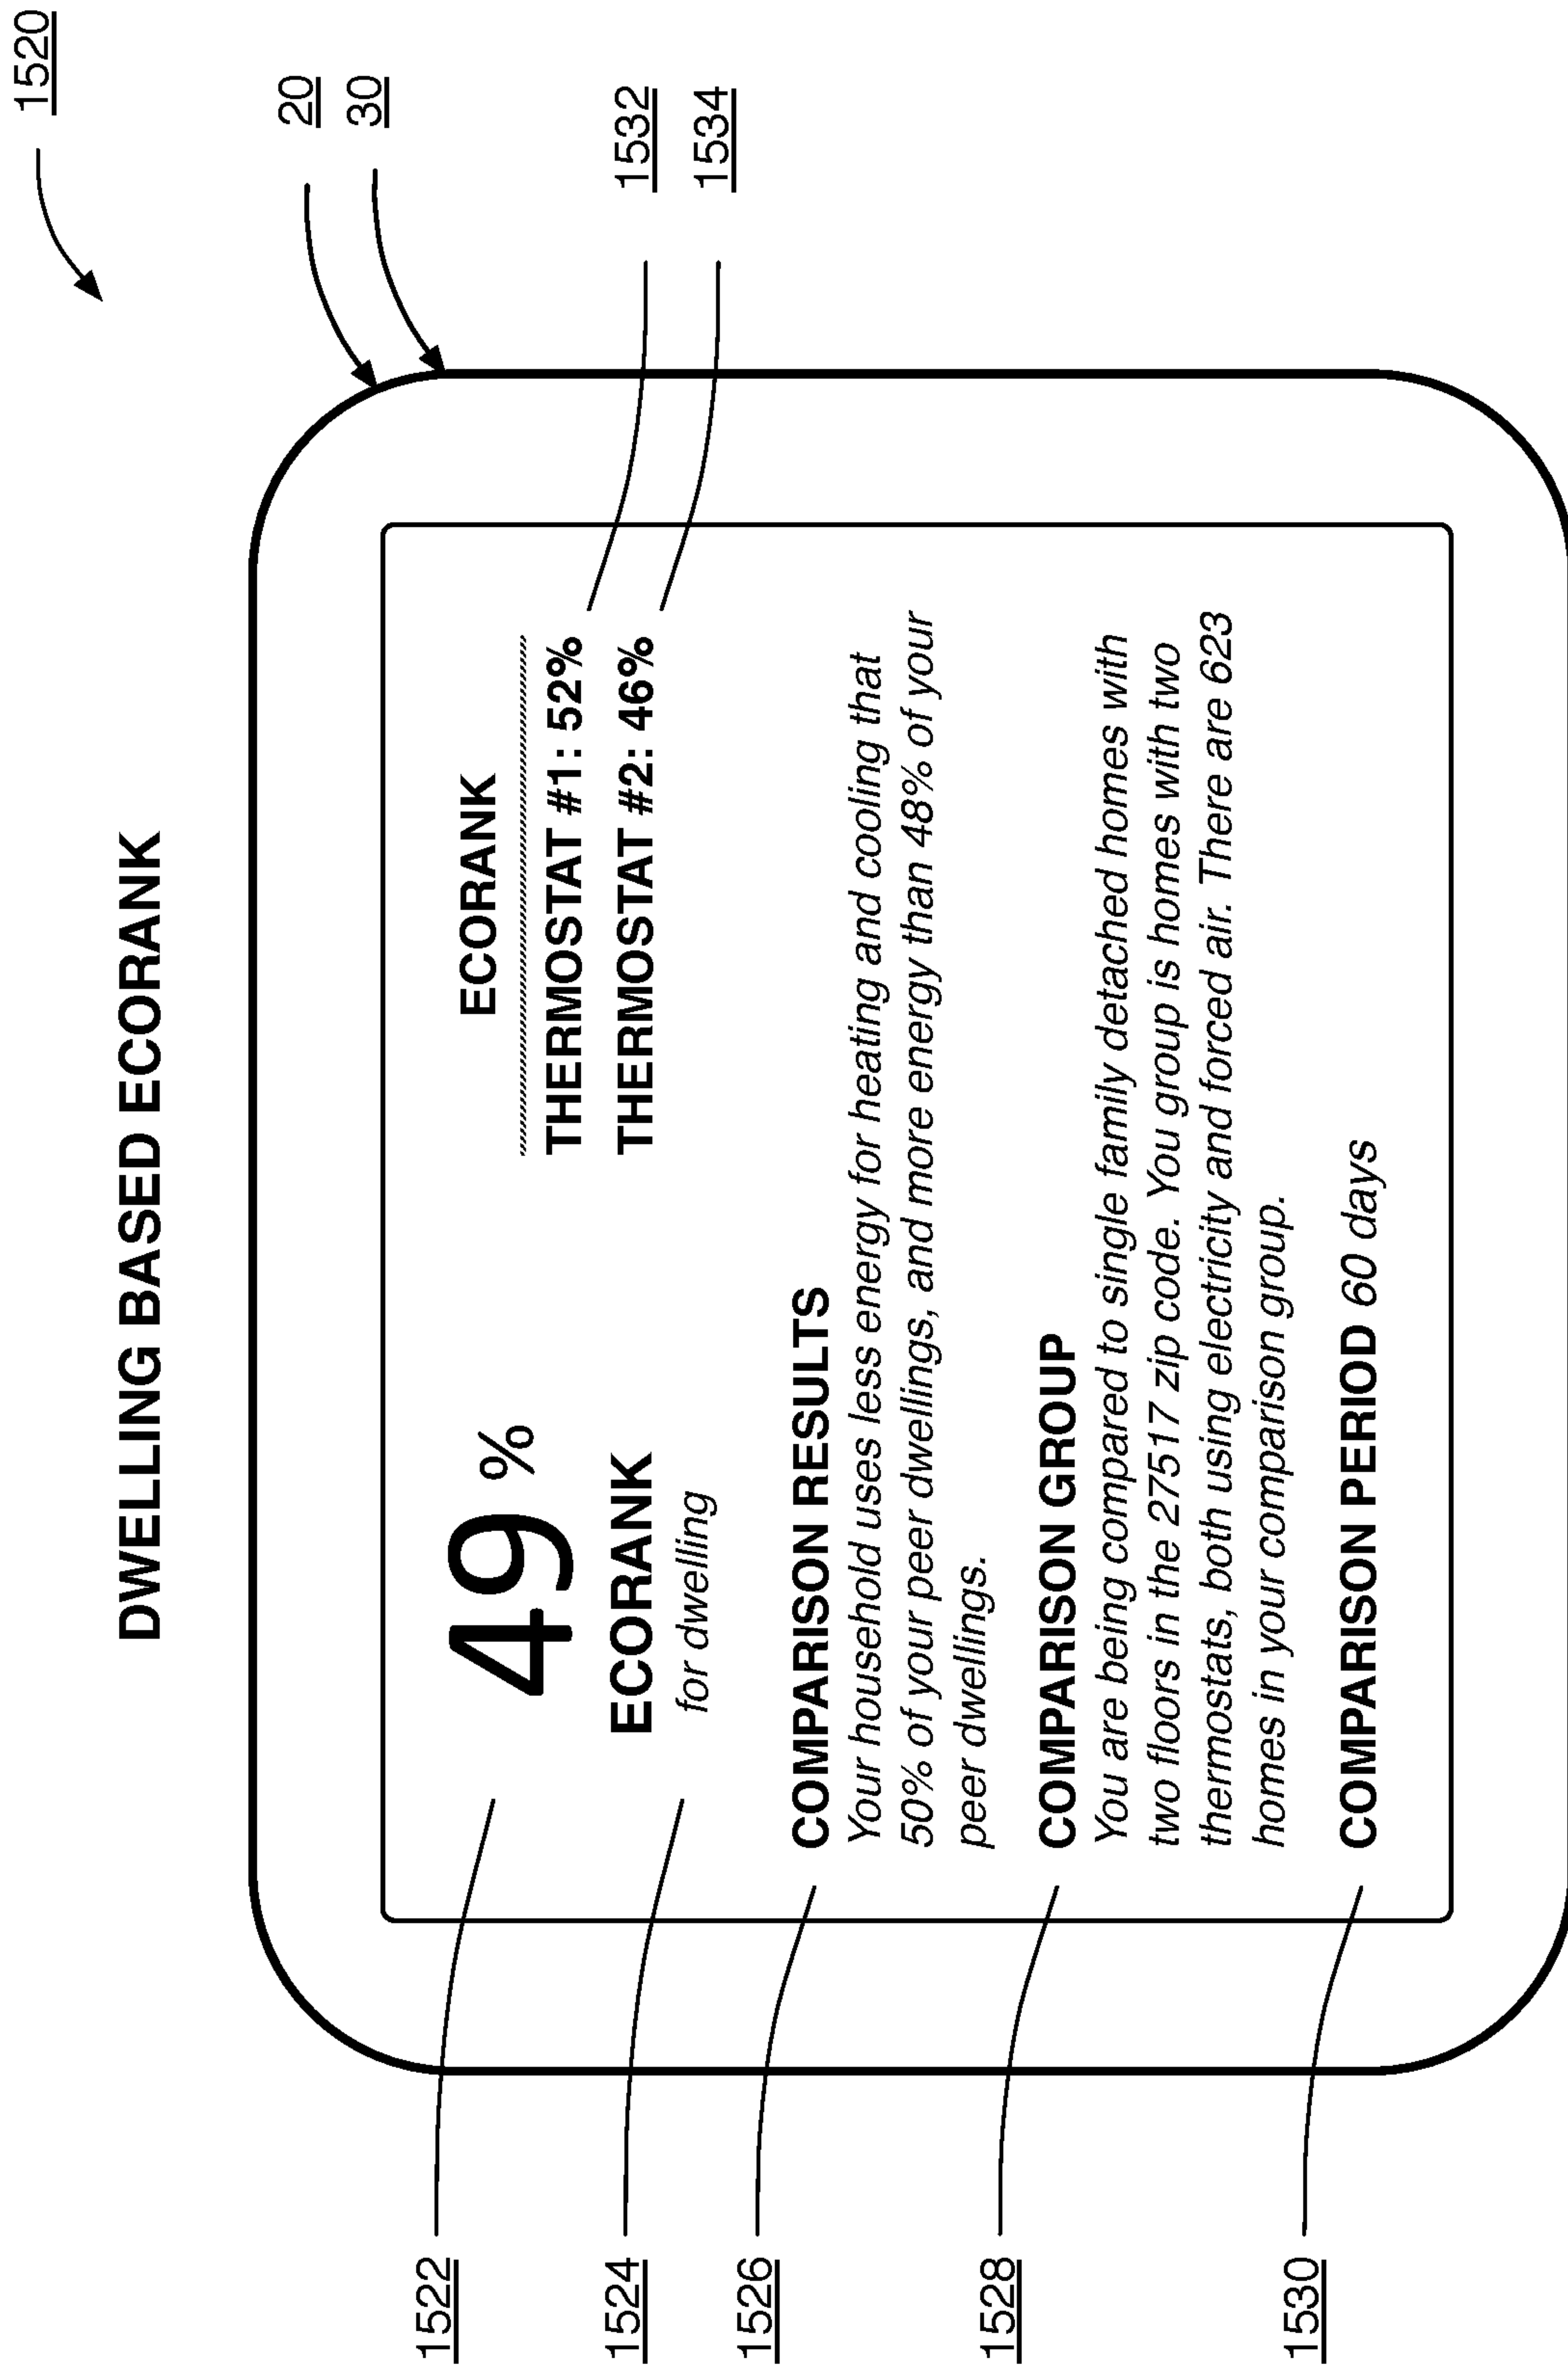 1520
DWELLING BASED ECORANK
20
30
1522
49 %
ECORANK
1532
THERMOSTAT #1: 52%
1534
THERMOSTAT #2: 46%
1524
ECORANK
for dwelling
1526
COMPARISON RESULTS
Your household uses less energy for heating and cooling that
50% of your peer dwellings, and more energy than 48% of your
peer dwellings.
1528
COMPARISON GROUP
You are being compared to single family detached homes with
two floors in the 27517 zip code. You group is homes with two
thermostats, both using electricity and forced air. There are 623
homes in your comparison group.
1530
COMPARISON PERIOD 60 days